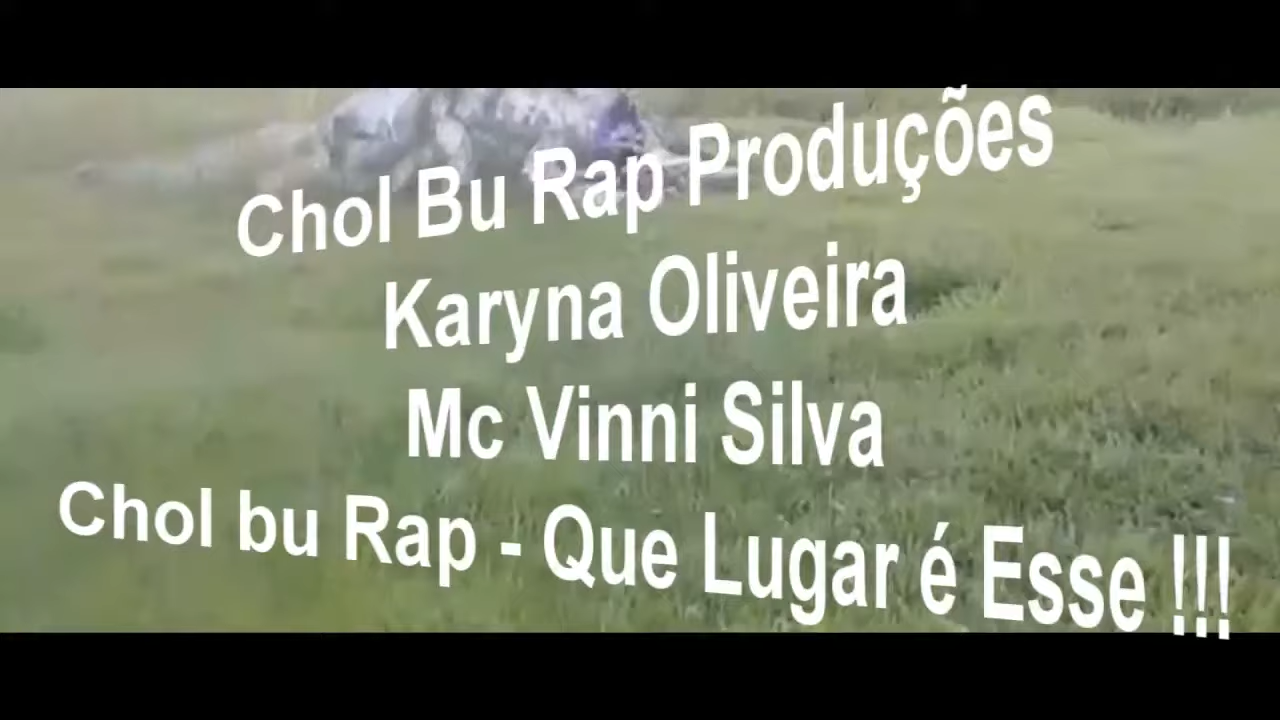 Chol Bu Rap Produções
Karyna Oliveira
Mc Vinni Silva
Chol bu Rap - Que Lugar é Esse !!!